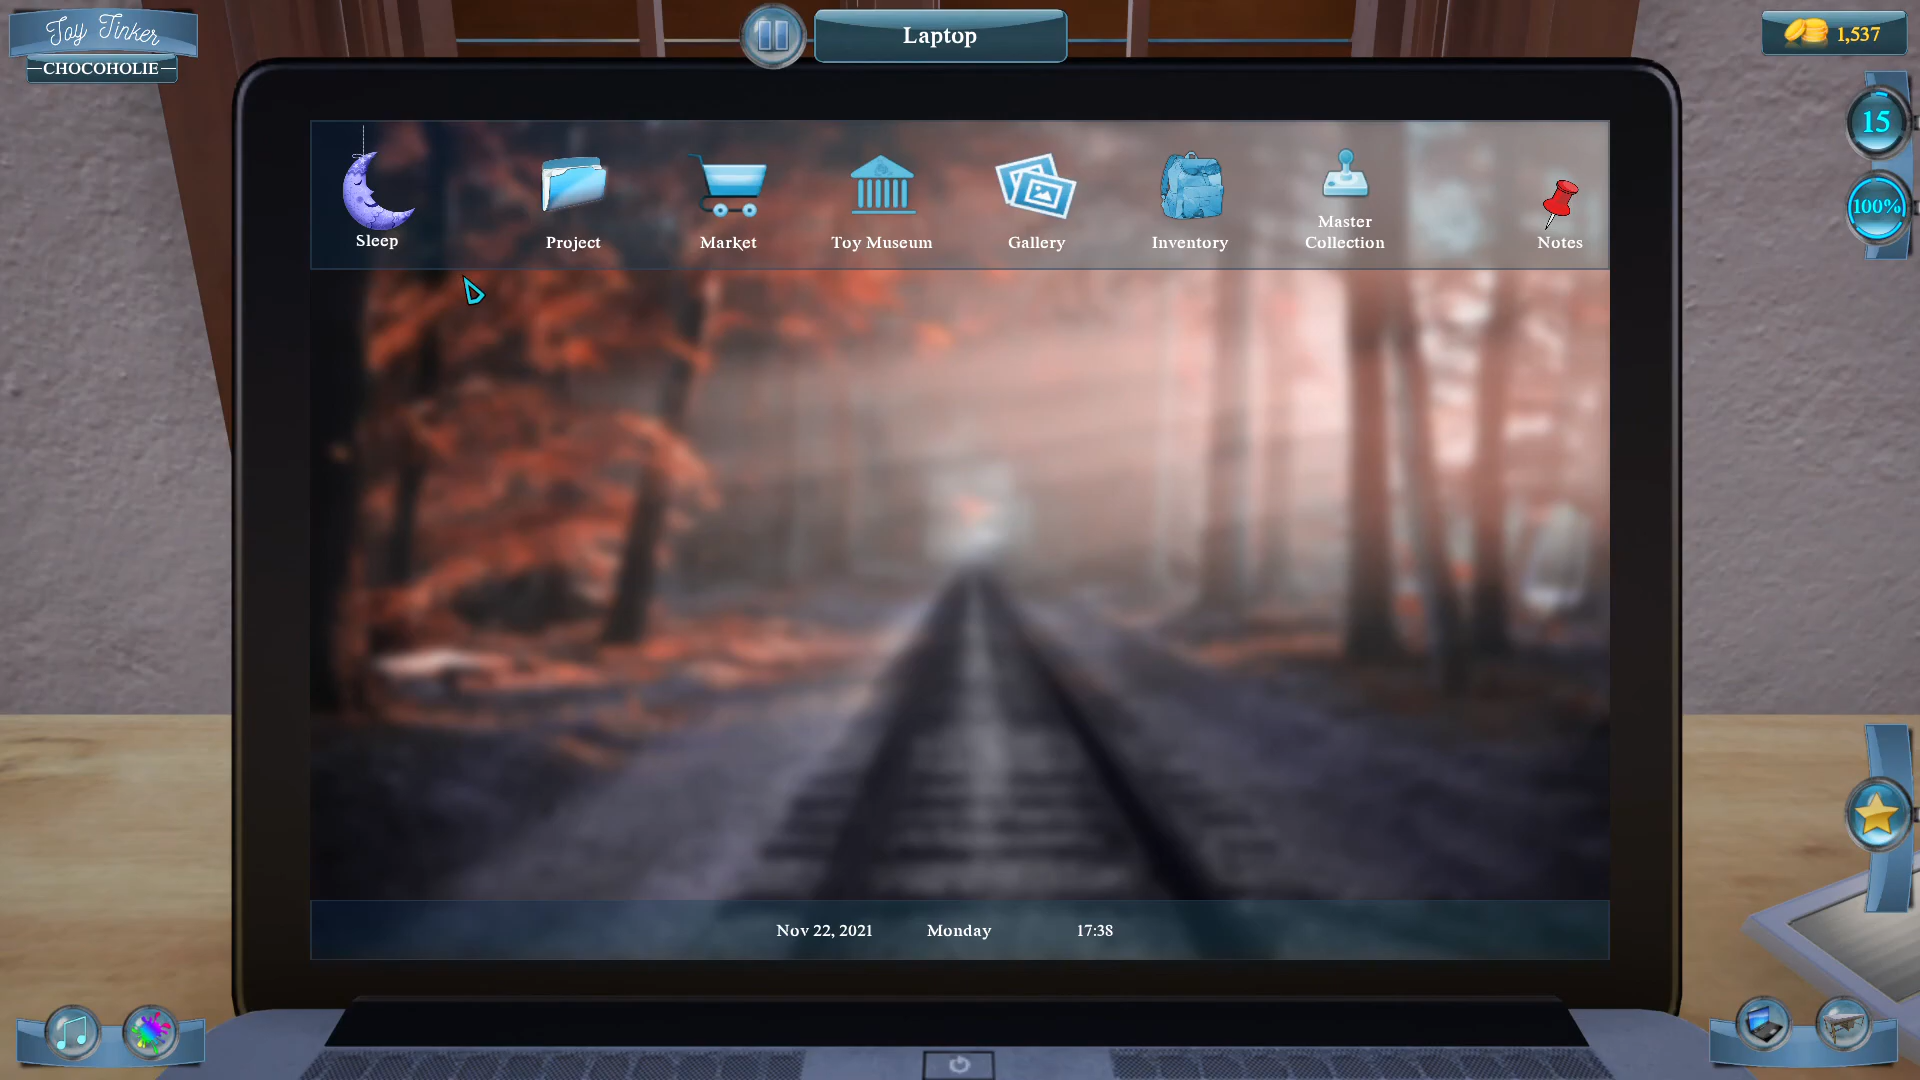 Toy Tinker
CHOCOHOLIE
Laptop
1,537
15
100%
Sleep
Project
Market
Toy Museum
Gallery
Inventory
Master
Collection
Notes
Nov 22, 2021 Monday 17:38